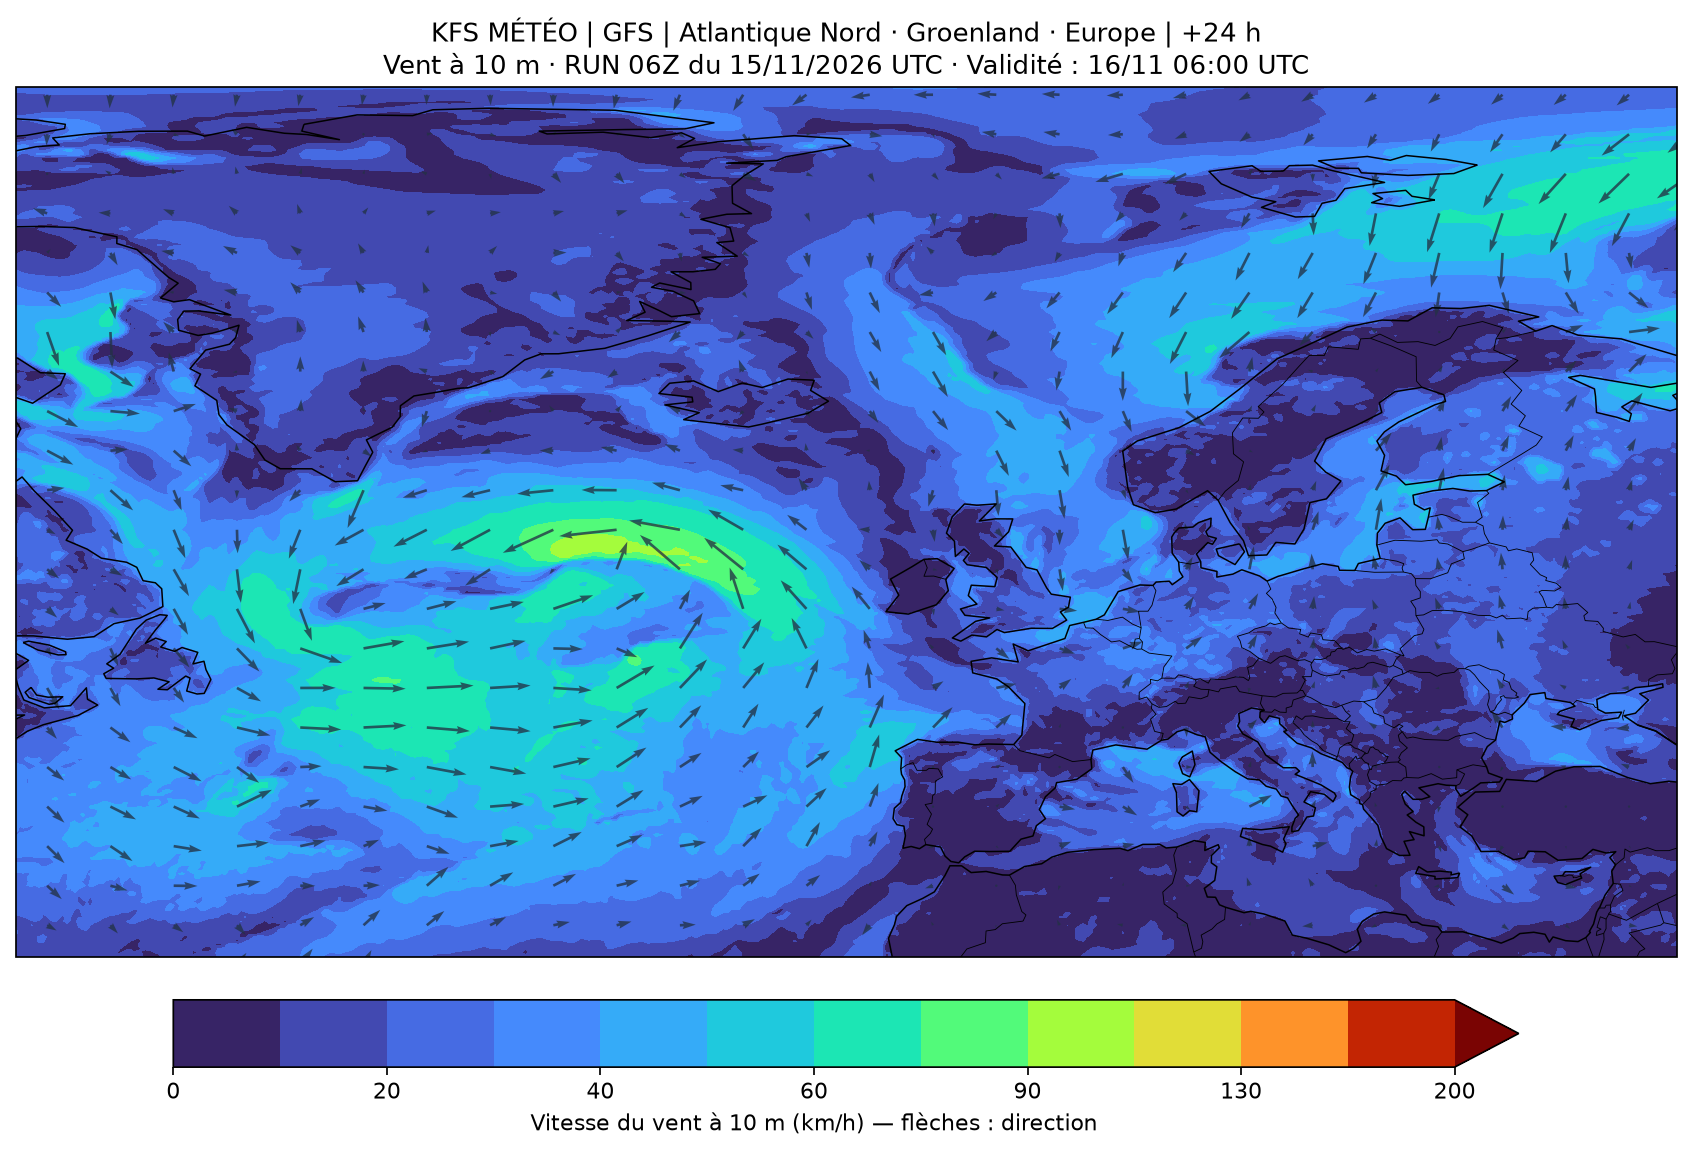 KFS MÉTÉO | GFS | Atlantique Nord · Groenland · Europe | +24 h
Vent à 10 m · RUN 06Z du 15/11/2026 UTC · Validité : 16/11 06:00 UTC
0 20 40 60 90 130 200
Vitesse du vent à 10 m (km/h) — flèches : direction